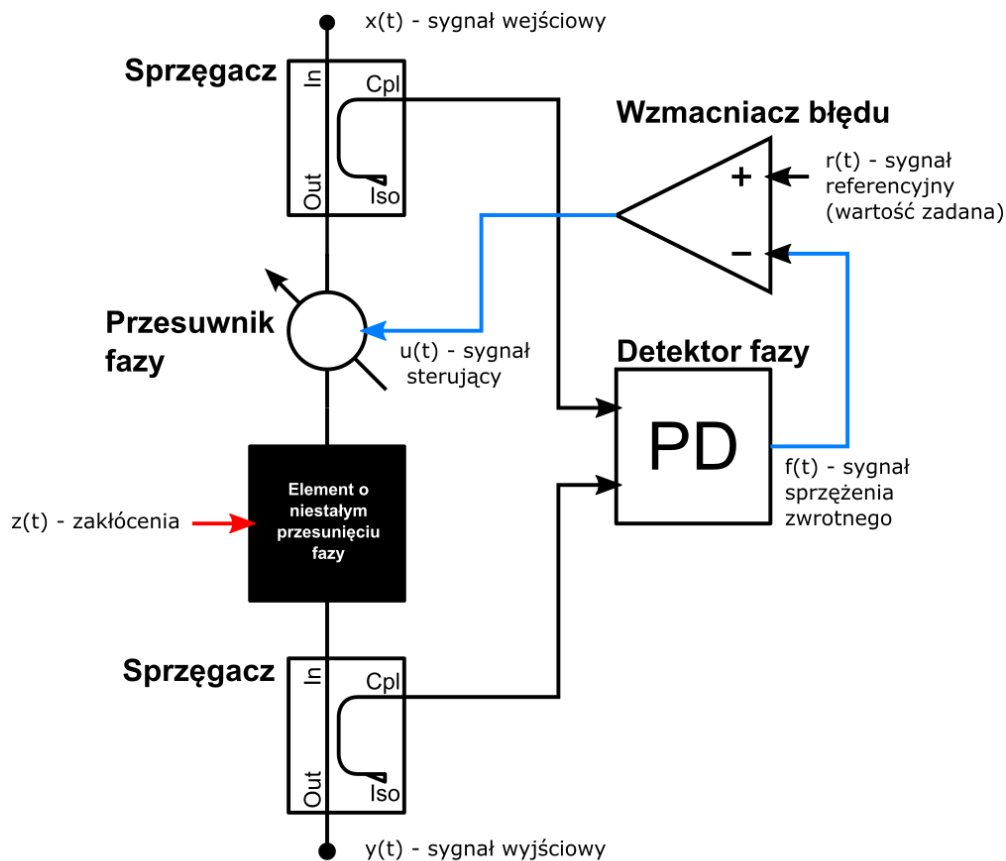 x(t) - sygnał wejściowy
Sprzęgacz
In
Cpl
Out
Iso
Wzmacniacz błędu
+
r(t) - sygnał
referencyjny
(wartość zadana)
−
Przesuwnik
fazy
u(t) - sygnał
sterujący
Detektor fazy
PD
f(t) - sygnał
sprzężenia
zwrotnego
Element o
niestałym
przesunięciu
fazy
z(t) - zakłócenia
Sprzęgacz
In
Cpl
Out
Iso
y(t) - sygnał wyjściowy